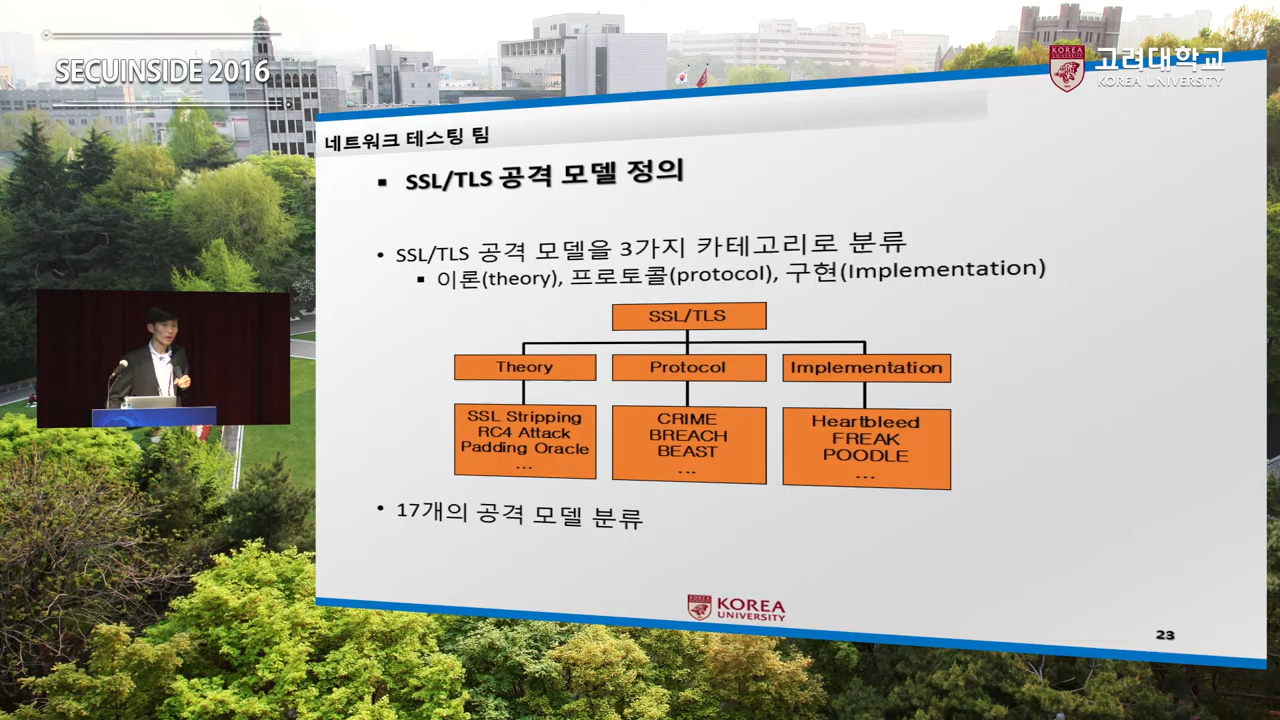 SECUINSIDE 2016
고려대학교
KOREA UNIVERSITY
네트워크 테스팅 팀
▪ SSL/TLS 공격 모델 정의
• SSL/TLS 공격 모델을 3가지 카테고리로 분류
▪ 이론(theory), 프로토콜(protocol), 구현(Implementation)
SSL/TLS
Theory
Protocol
Implementation
SSL Stripping
RC4 Attack
Padding Oracle
...
CRIME
BREACH
BEAST
...
Heartbleed
FREAK
POODLE
...
• 17개의 공격 모델 분류
KOREA
UNIVERSITY
23